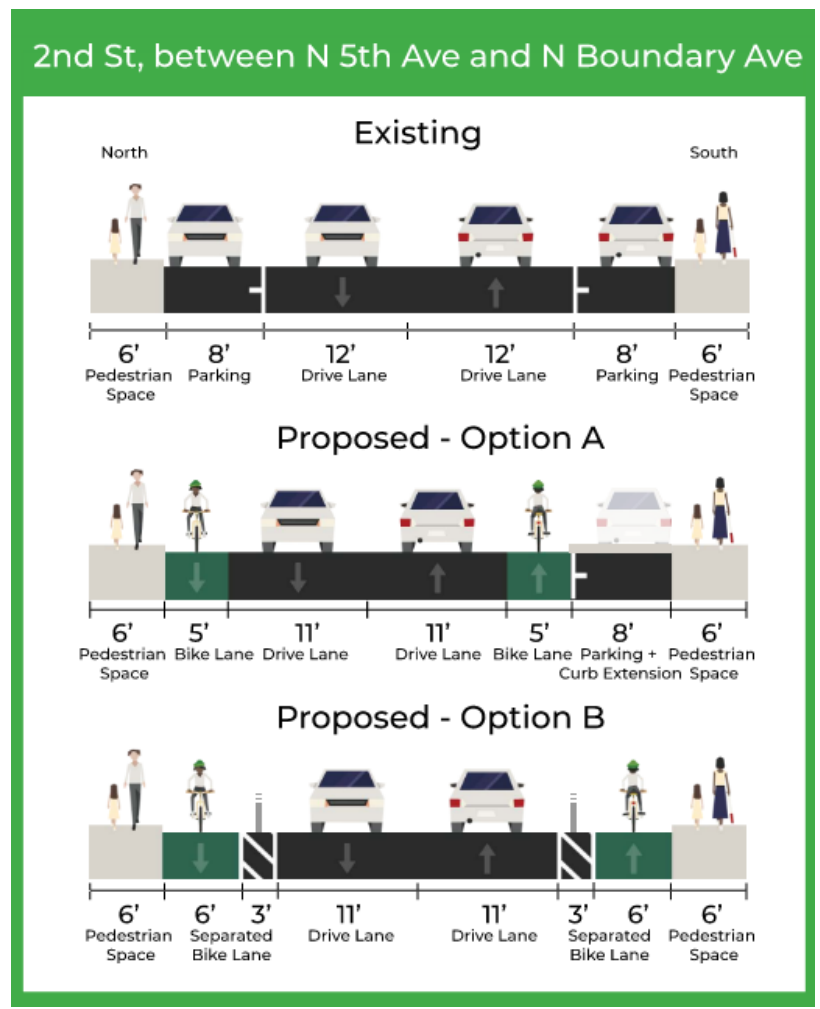 2nd St, between N 5th Ave and N Boundary Ave
Existing
North
South
6’ 8’ 12’ 12’ 8’ 6’
Pedestrian Parking Drive Lane Drive Lane Parking Pedestrian
Space Space
Proposed - Option A
6’ 5’ 11’ 11’ 5’ 8’ 6’
Pedestrian Bike Lane Drive Lane Drive Lane Bike Lane Parking + Pedestrian
Space Curb Extension Space
Proposed - Option B
6’ 6’ 3’ 11’ 11’ 3’ 6’ 6’
Pedestrian Separated Drive Lane Drive Lane Separated Pedestrian
Space Bike Lane Bike Lane Space